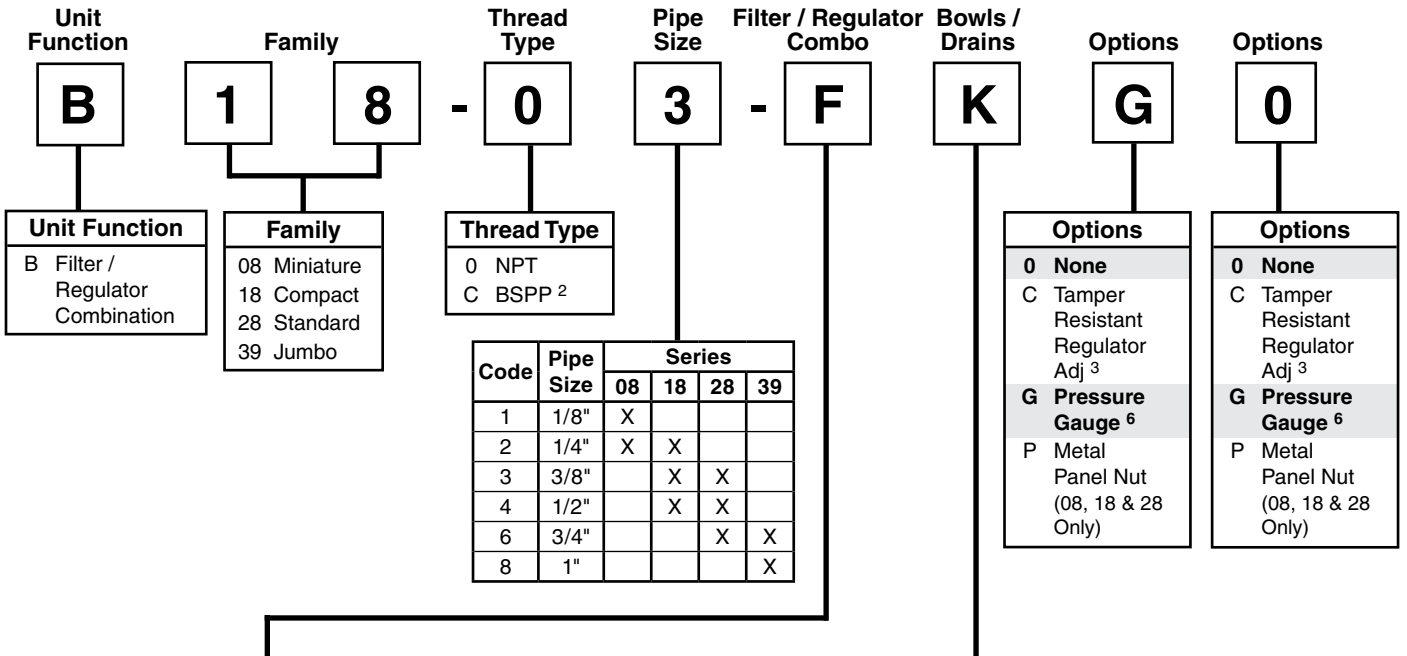 Unit Function
Family
Thread Type
Pipe Size
Filter / Regulator Combo
Bowls / Drains
Options
Options
B 1 8 - 0 3 - F K G 0
Unit Function
B Filter /
Regulator
Combination
Family
08 Miniature
18 Compact
28 Standard
39 Jumbo
Thread Type
0 NPT
C BSPP 2
Code Pipe Size Series
08 18 28 39
1 1/8" X
2 1/4" X X
3 3/8" X X
4 1/2" X X
6 3/4" X X
8 1" X
Options
0 None
C Tamper
Resistant
Regulator
Adj 3
G Pressure
Gauge 6
P Metal
Panel Nut
(08, 18 & 28
Only)
Options
0 None
C Tamper
Resistant
Regulator
Adj 3
G Pressure
Gauge 6
P Metal
Panel Nut
(08, 18 & 28
Only)